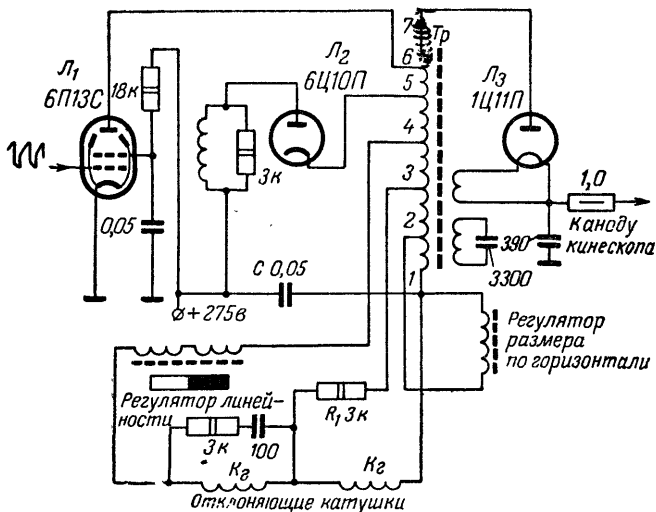 Л₁
6П13С
18к
0,05
Л₂
6Ц10П
3к
7
Тр
6
5
4
3
2
1
Л₃
1Ц11П
1,0
К аноду
кинескопа
390
3300
С 0,05
+275в
Регулятор
размера
по горизонтали
Регулятор линей-
ности
R₁ 3к
3к
100
Кг
Кг
Отклоняющие катушки